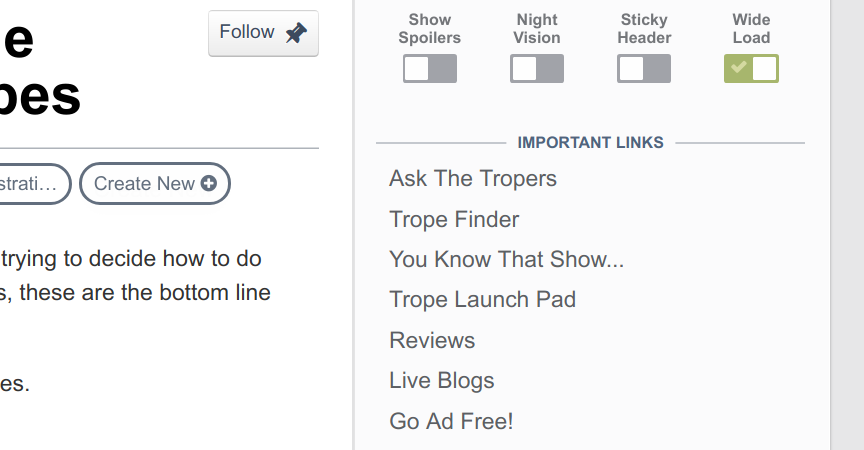 e
pes
Follow
strati…
Create New
trying to decide how to do
s, these are the bottom line
es.
Show Spoilers
Night Vision
Sticky Header
Wide Load
IMPORTANT LINKS
Ask The Tropers
Trope Finder
You Know That Show...
Trope Launch Pad
Reviews
Live Blogs
Go Ad Free!